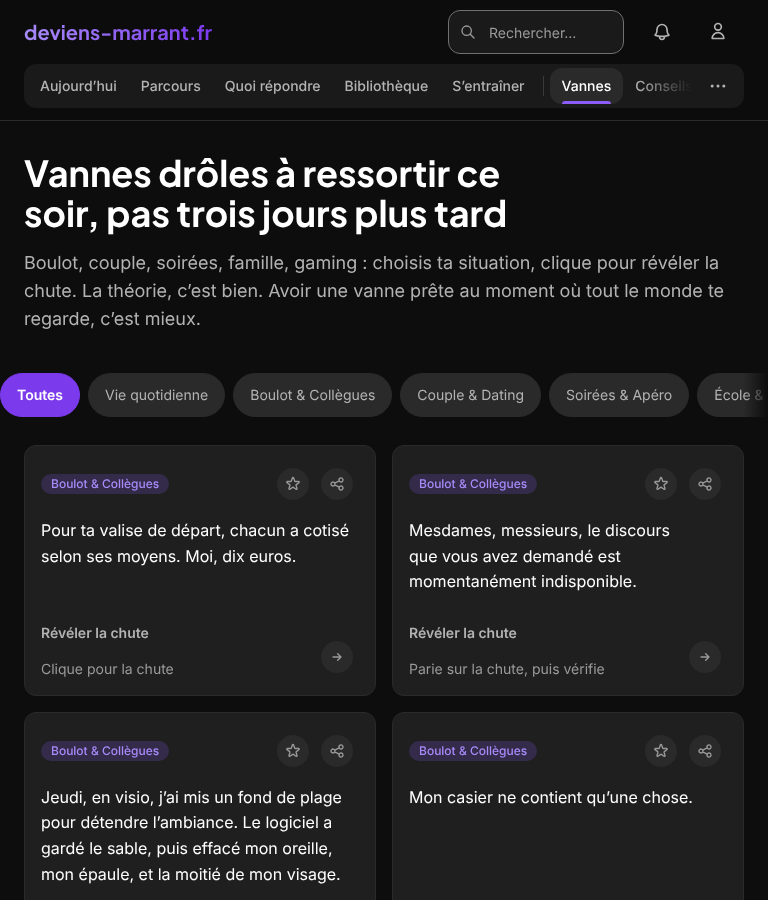 deviens-marrant.fr
Rechercher...
Aujourd’hui Parcours Quoi répondre Bibliothèque S’entraîner Vannes Conseils
Vannes drôles à ressortir ce
soir, pas trois jours plus tard
Boulot, couple, soirées, famille, gaming : choisis ta situation, clique pour révéler la
chute. La théorie, c’est bien. Avoir une vanne prête au moment où tout le monde te
regarde, c’est mieux.
Toutes Vie quotidienne Boulot & Collègues Couple & Dating Soirées & Apéro École &
Boulot & Collègues
Pour ta valise de départ, chacun a cotisé
selon ses moyens. Moi, dix euros.
Révéler la chute
Clique pour la chute
Boulot & Collègues
Mesdames, messieurs, le discours
que vous avez demandé est
momentanément indisponible.
Révéler la chute
Parie sur la chute, puis vérifie
Boulot & Collègues
Jeudi, en visio, j’ai mis un fond de plage
pour détendre l’ambiance. Le logiciel a
gardé le sable, puis effacé mon oreille,
mon épaule, et la moitié de mon visage.
Boulot & Collègues
Mon casier ne contient qu’une chose.